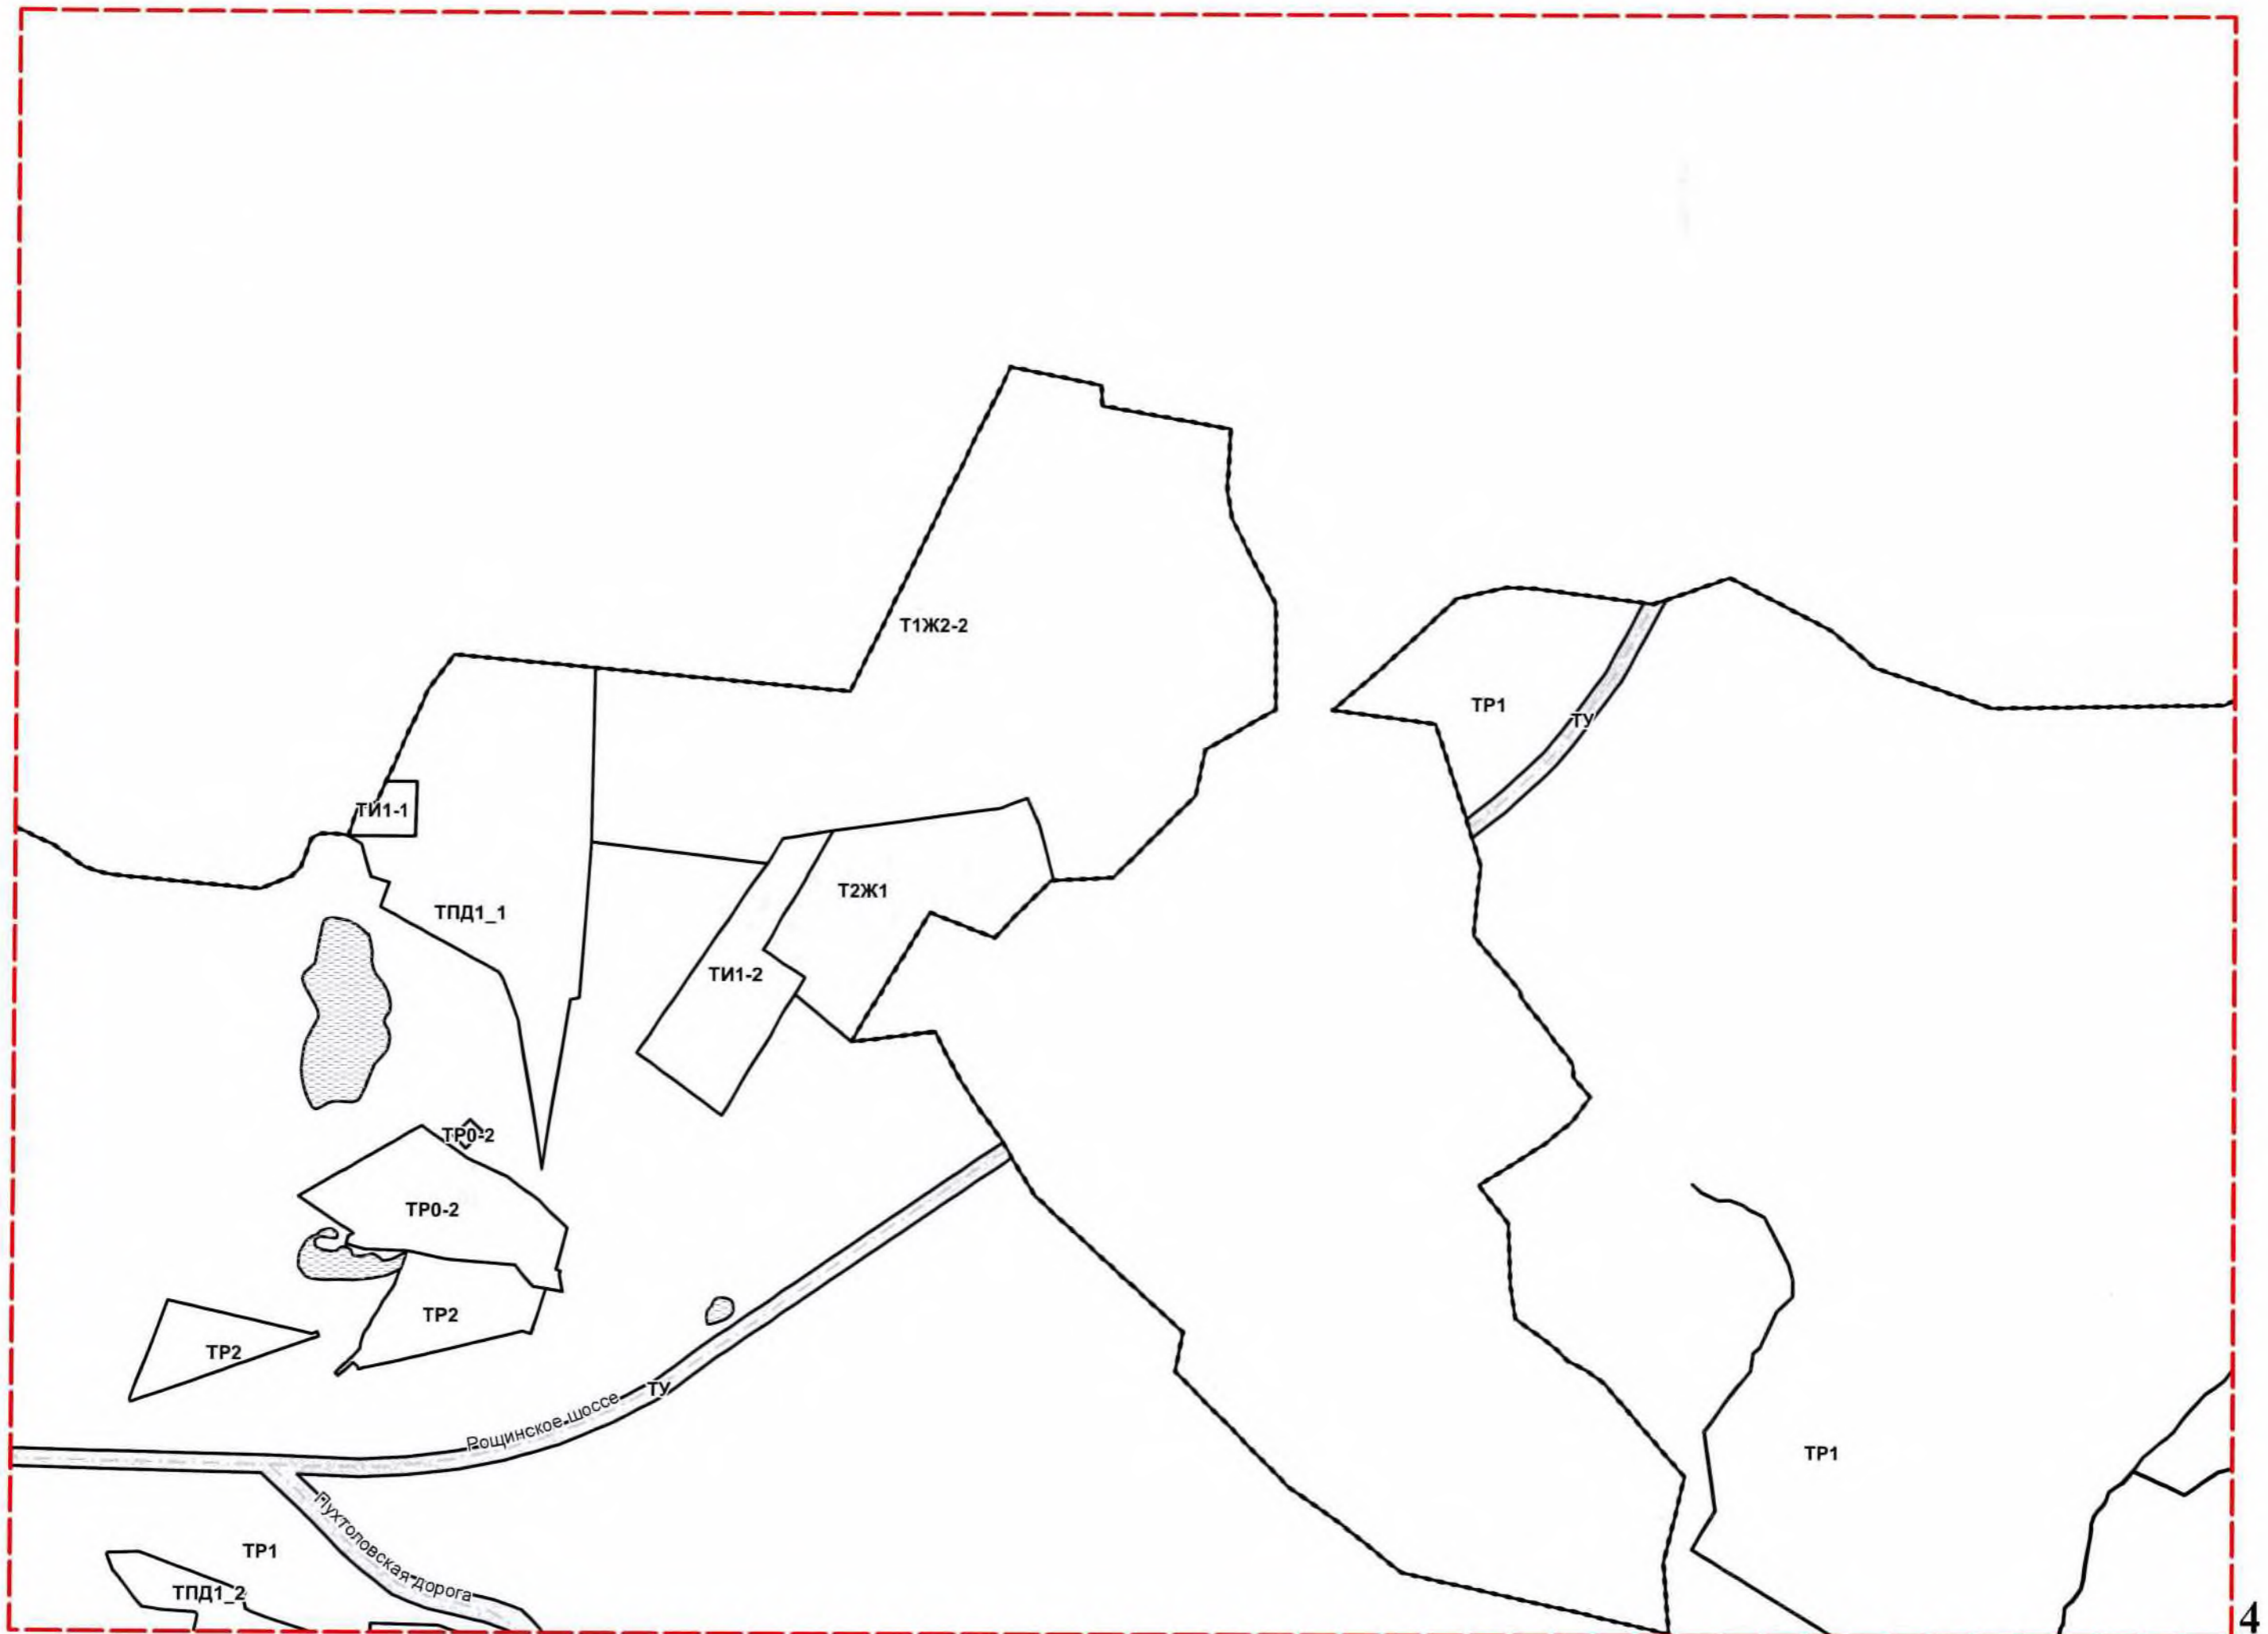 Т1Ж2-2
ТР1
ТУ
ТИ1-1
Т2Ж1
ТПД1_1
ТИ1-2
ТР0-2
ТР0-2
ТР2
ТР2
ТУ
Рощинское шоссе
ТР1
Пухтоловская дорога
ТР1
ТПД1_2
4